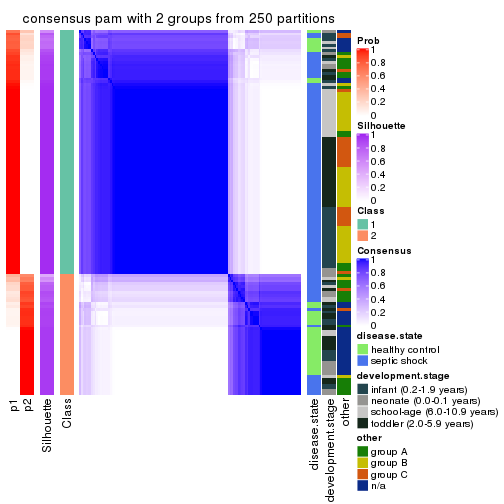 consensus pam with 2 groups from 250 partitions
Prob
1
0.8
0.6
0.4
0.2
0
Silhouette
1
0.8
0.6
0.4
0.2
0
Class
1
2
Consensus
1
0.8
0.6
0.4
0.2
0
disease.state
healthy control
septic shock
development.stage
infant (0.2-1.9 years)
neonate (0.0-0.1 years)
school-age (6.0-10.9 years)
toddler (2.0-5.9 years)
other
group A
group B
group C
n/a
p1
p2
Silhouette
Class
disease.state
development.stage
other